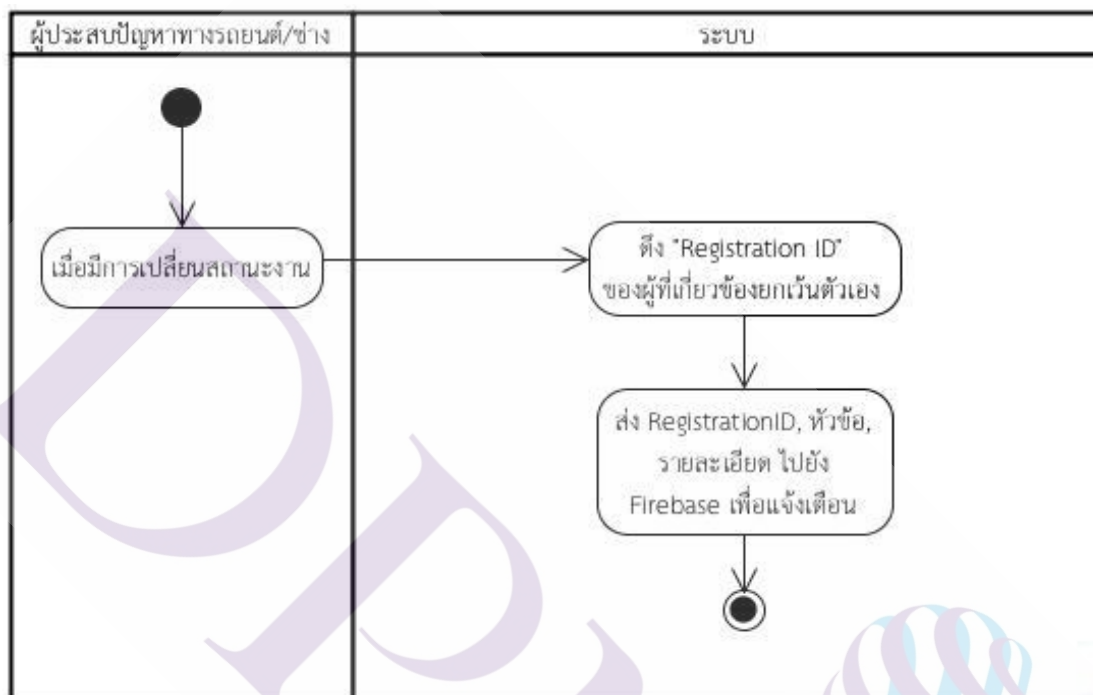 ผู้ประสบปัญหาทางรถยนต์/ช่าง
ระบบ
เมื่อมีการเปลี่ยนสถานะงาน
ดึง "Registration ID"
ของผู้ที่เกี่ยวข้องยกเว้นตัวเอง
ส่ง RegistrationID, หัวข้อ,
รายละเอียด ไปยัง
Firebase เพื่อแจ้งเตือน
DP